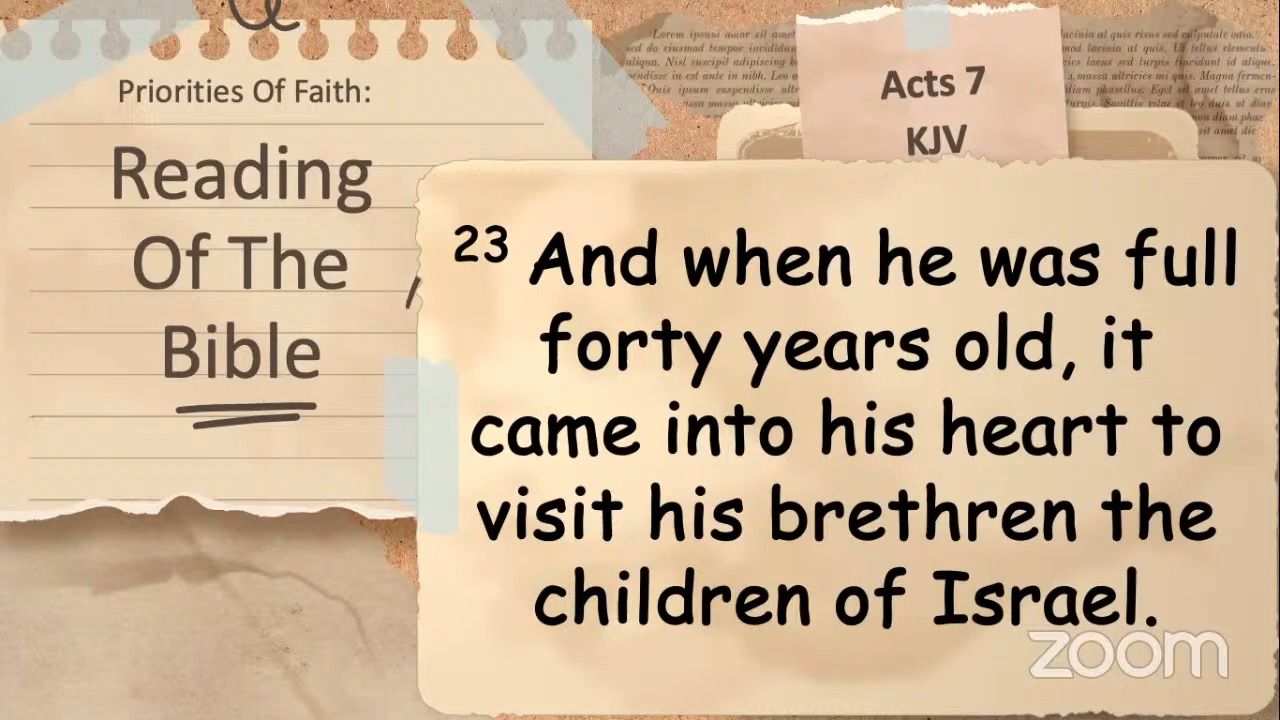 Priorities Of Faith:
Reading
Of The
Bible
Acts 7
KJV
23 And when he was full
forty years old, it
came into his heart to
visit his brethren the
children of Israel.
zoom